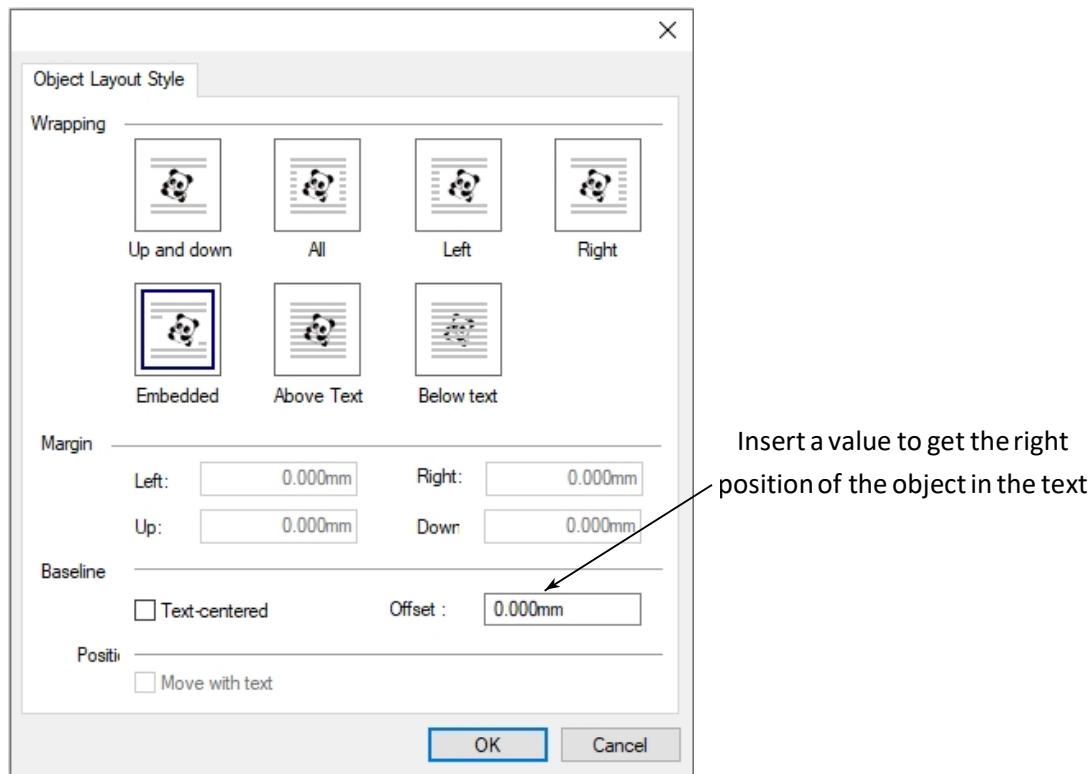 Object Layout Style
Wrapping
Up and down All Left Right
Embedded Above Text Below text
Margin
Left: 0.000mm Right: 0.000mm
Up: 0.000mm Down 0.000mm
Insert a value to get the right
position of the object in the text
Baseline
Text-centered Offset : 0.000mm
Positi
Move with text
OK Cancel